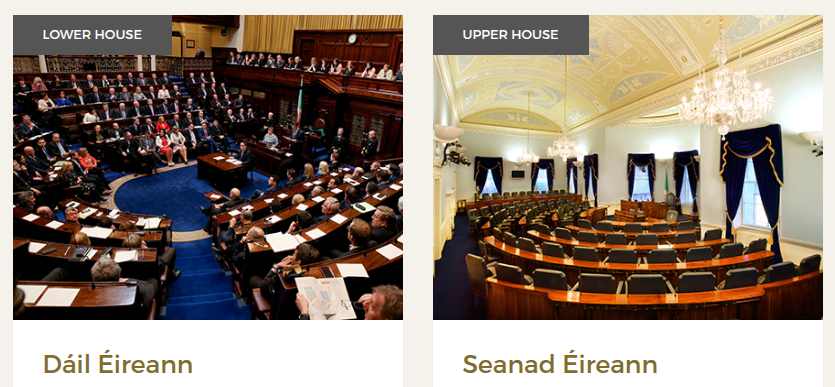 LOWER HOUSE
UPPER HOUSE
Dáil Éireann
Seanad Éireann